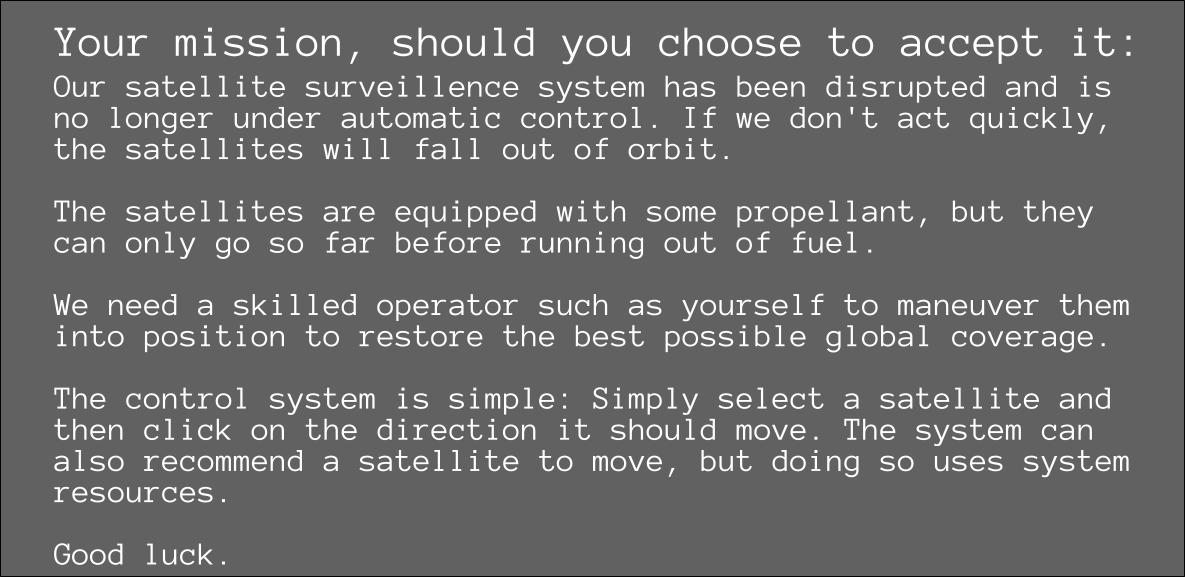 Your mission, should you choose to accept it:
Our satellite surveillence system has been disrupted and is
no longer under automatic control. If we don't act quickly,
the satellites will fall out of orbit.
The satellites are equipped with some propellant, but they
can only go so far before running out of fuel.
We need a skilled operator such as yourself to maneuver them
into position to restore the best possible global coverage.
The control system is simple: Simply select a satellite and
then click on the direction it should move. The system can
also recommend a satellite to move, but doing so uses system
resources.
Good luck.